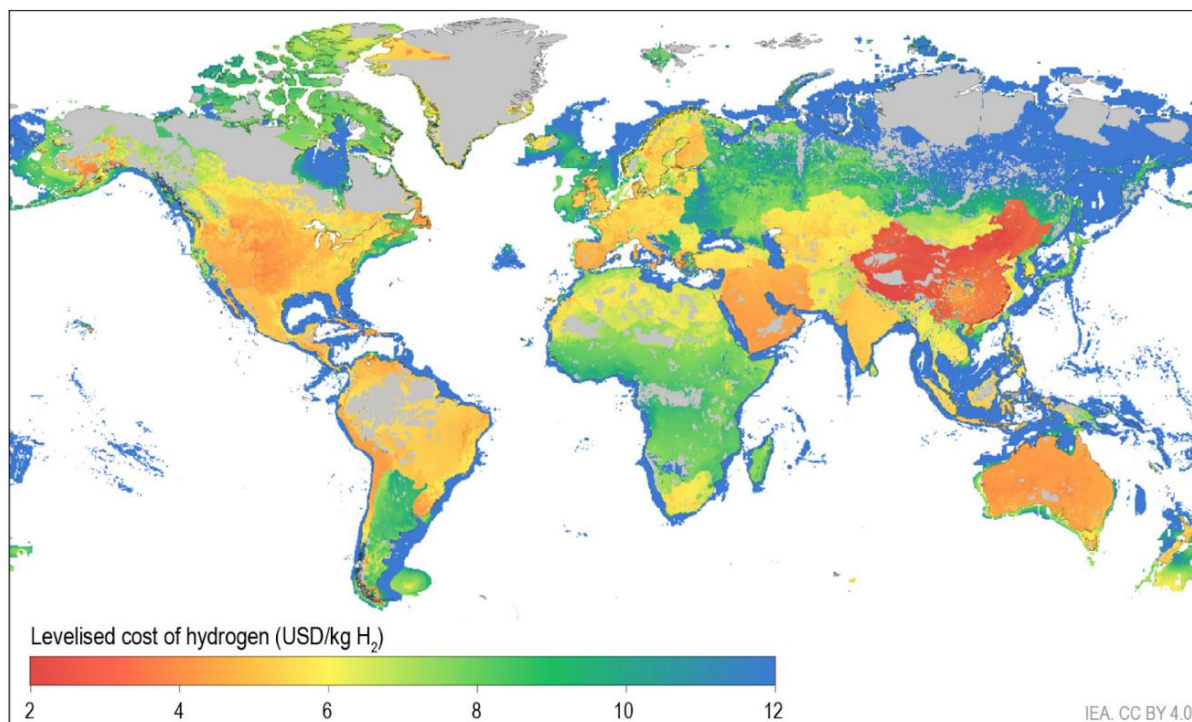 Levelised cost of hydrogen (USD/kg H₂)
2 4 6 8 10 12
IEA. CC BY 4.0